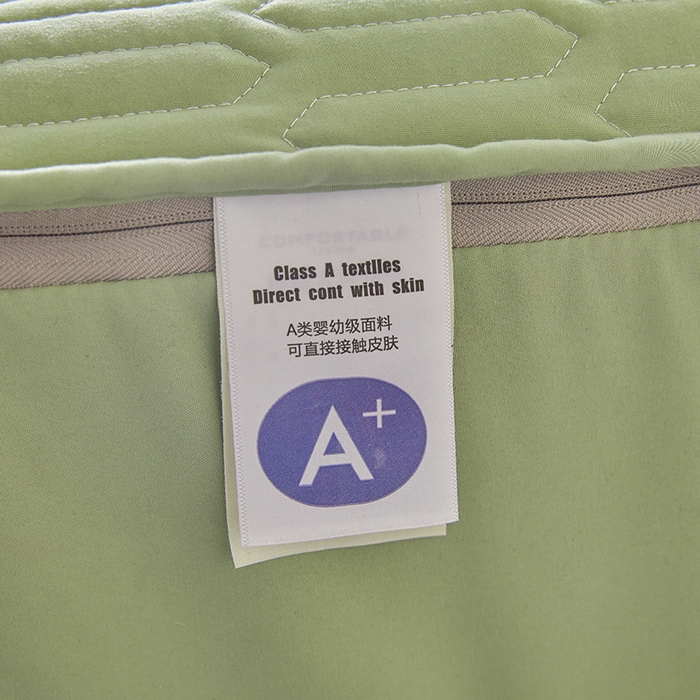 Class A textlles
Direct cont with skin
A类婴幼级面料
可直接接触皮肤
A+